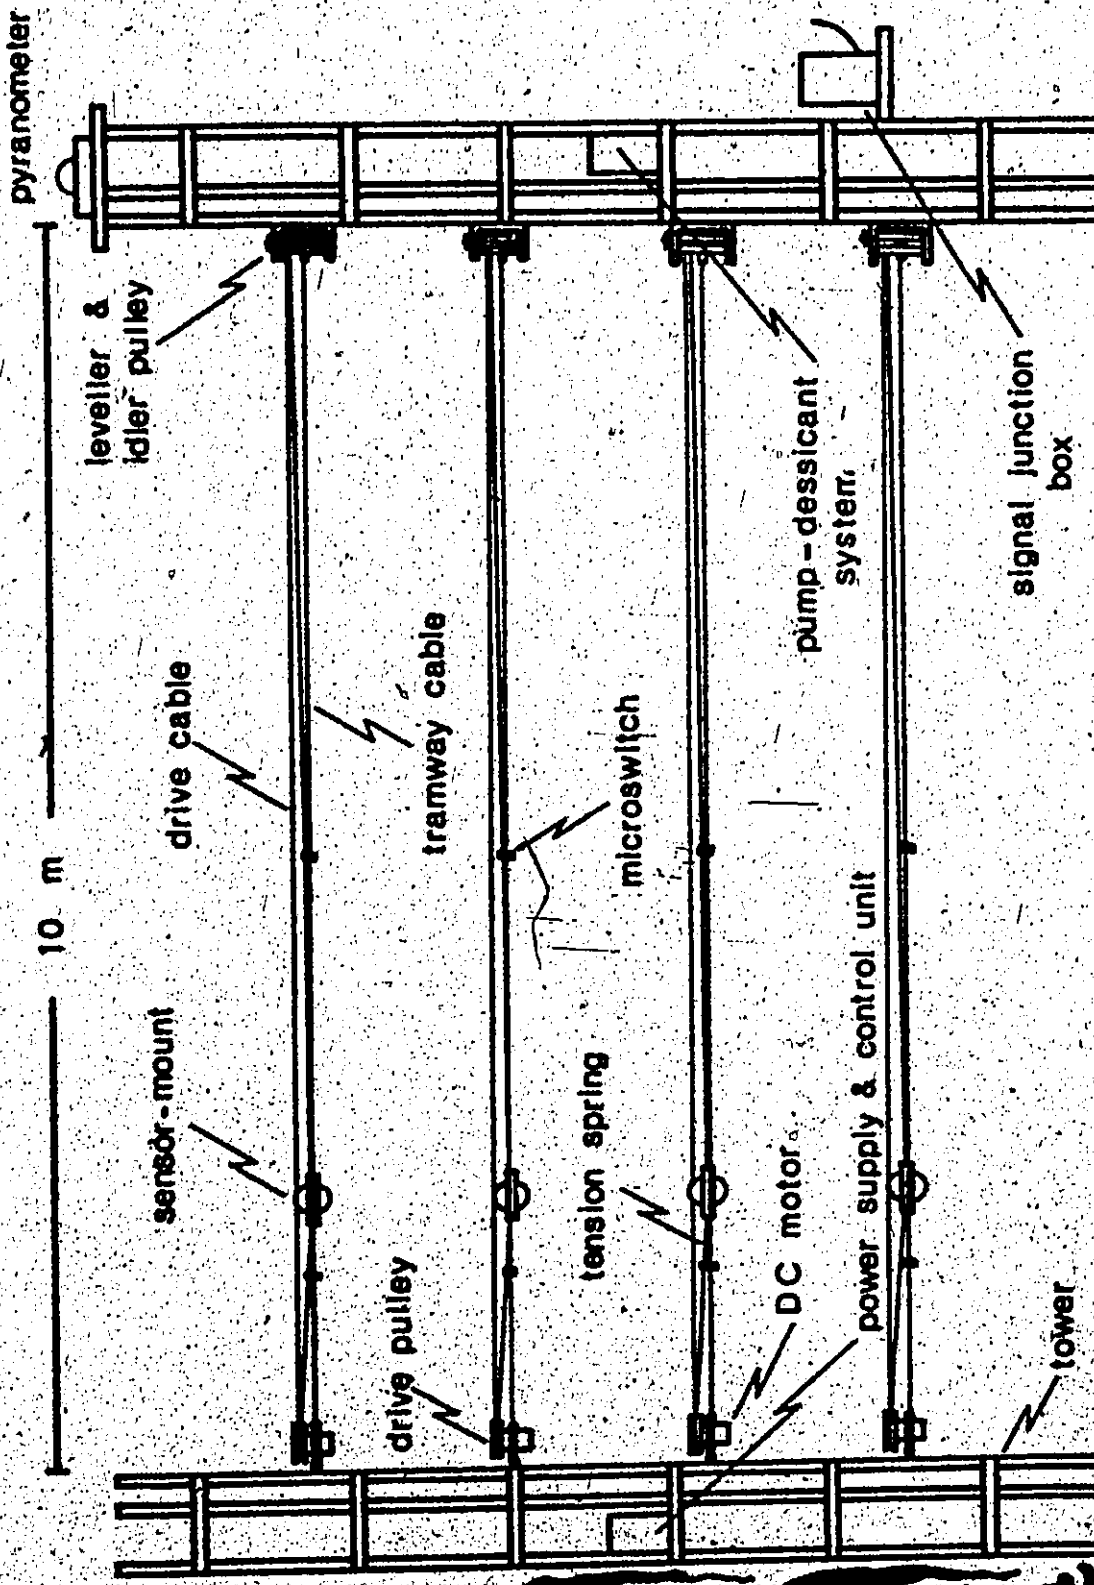 pyranometer
10 m
leveller &
idler pulley
drive cable
sensor-mount
tramway cable
drive pulley
microswitch
tension spring
pump-dessicant
system
DC motor
power supply & control unit
signal junction
box
tower